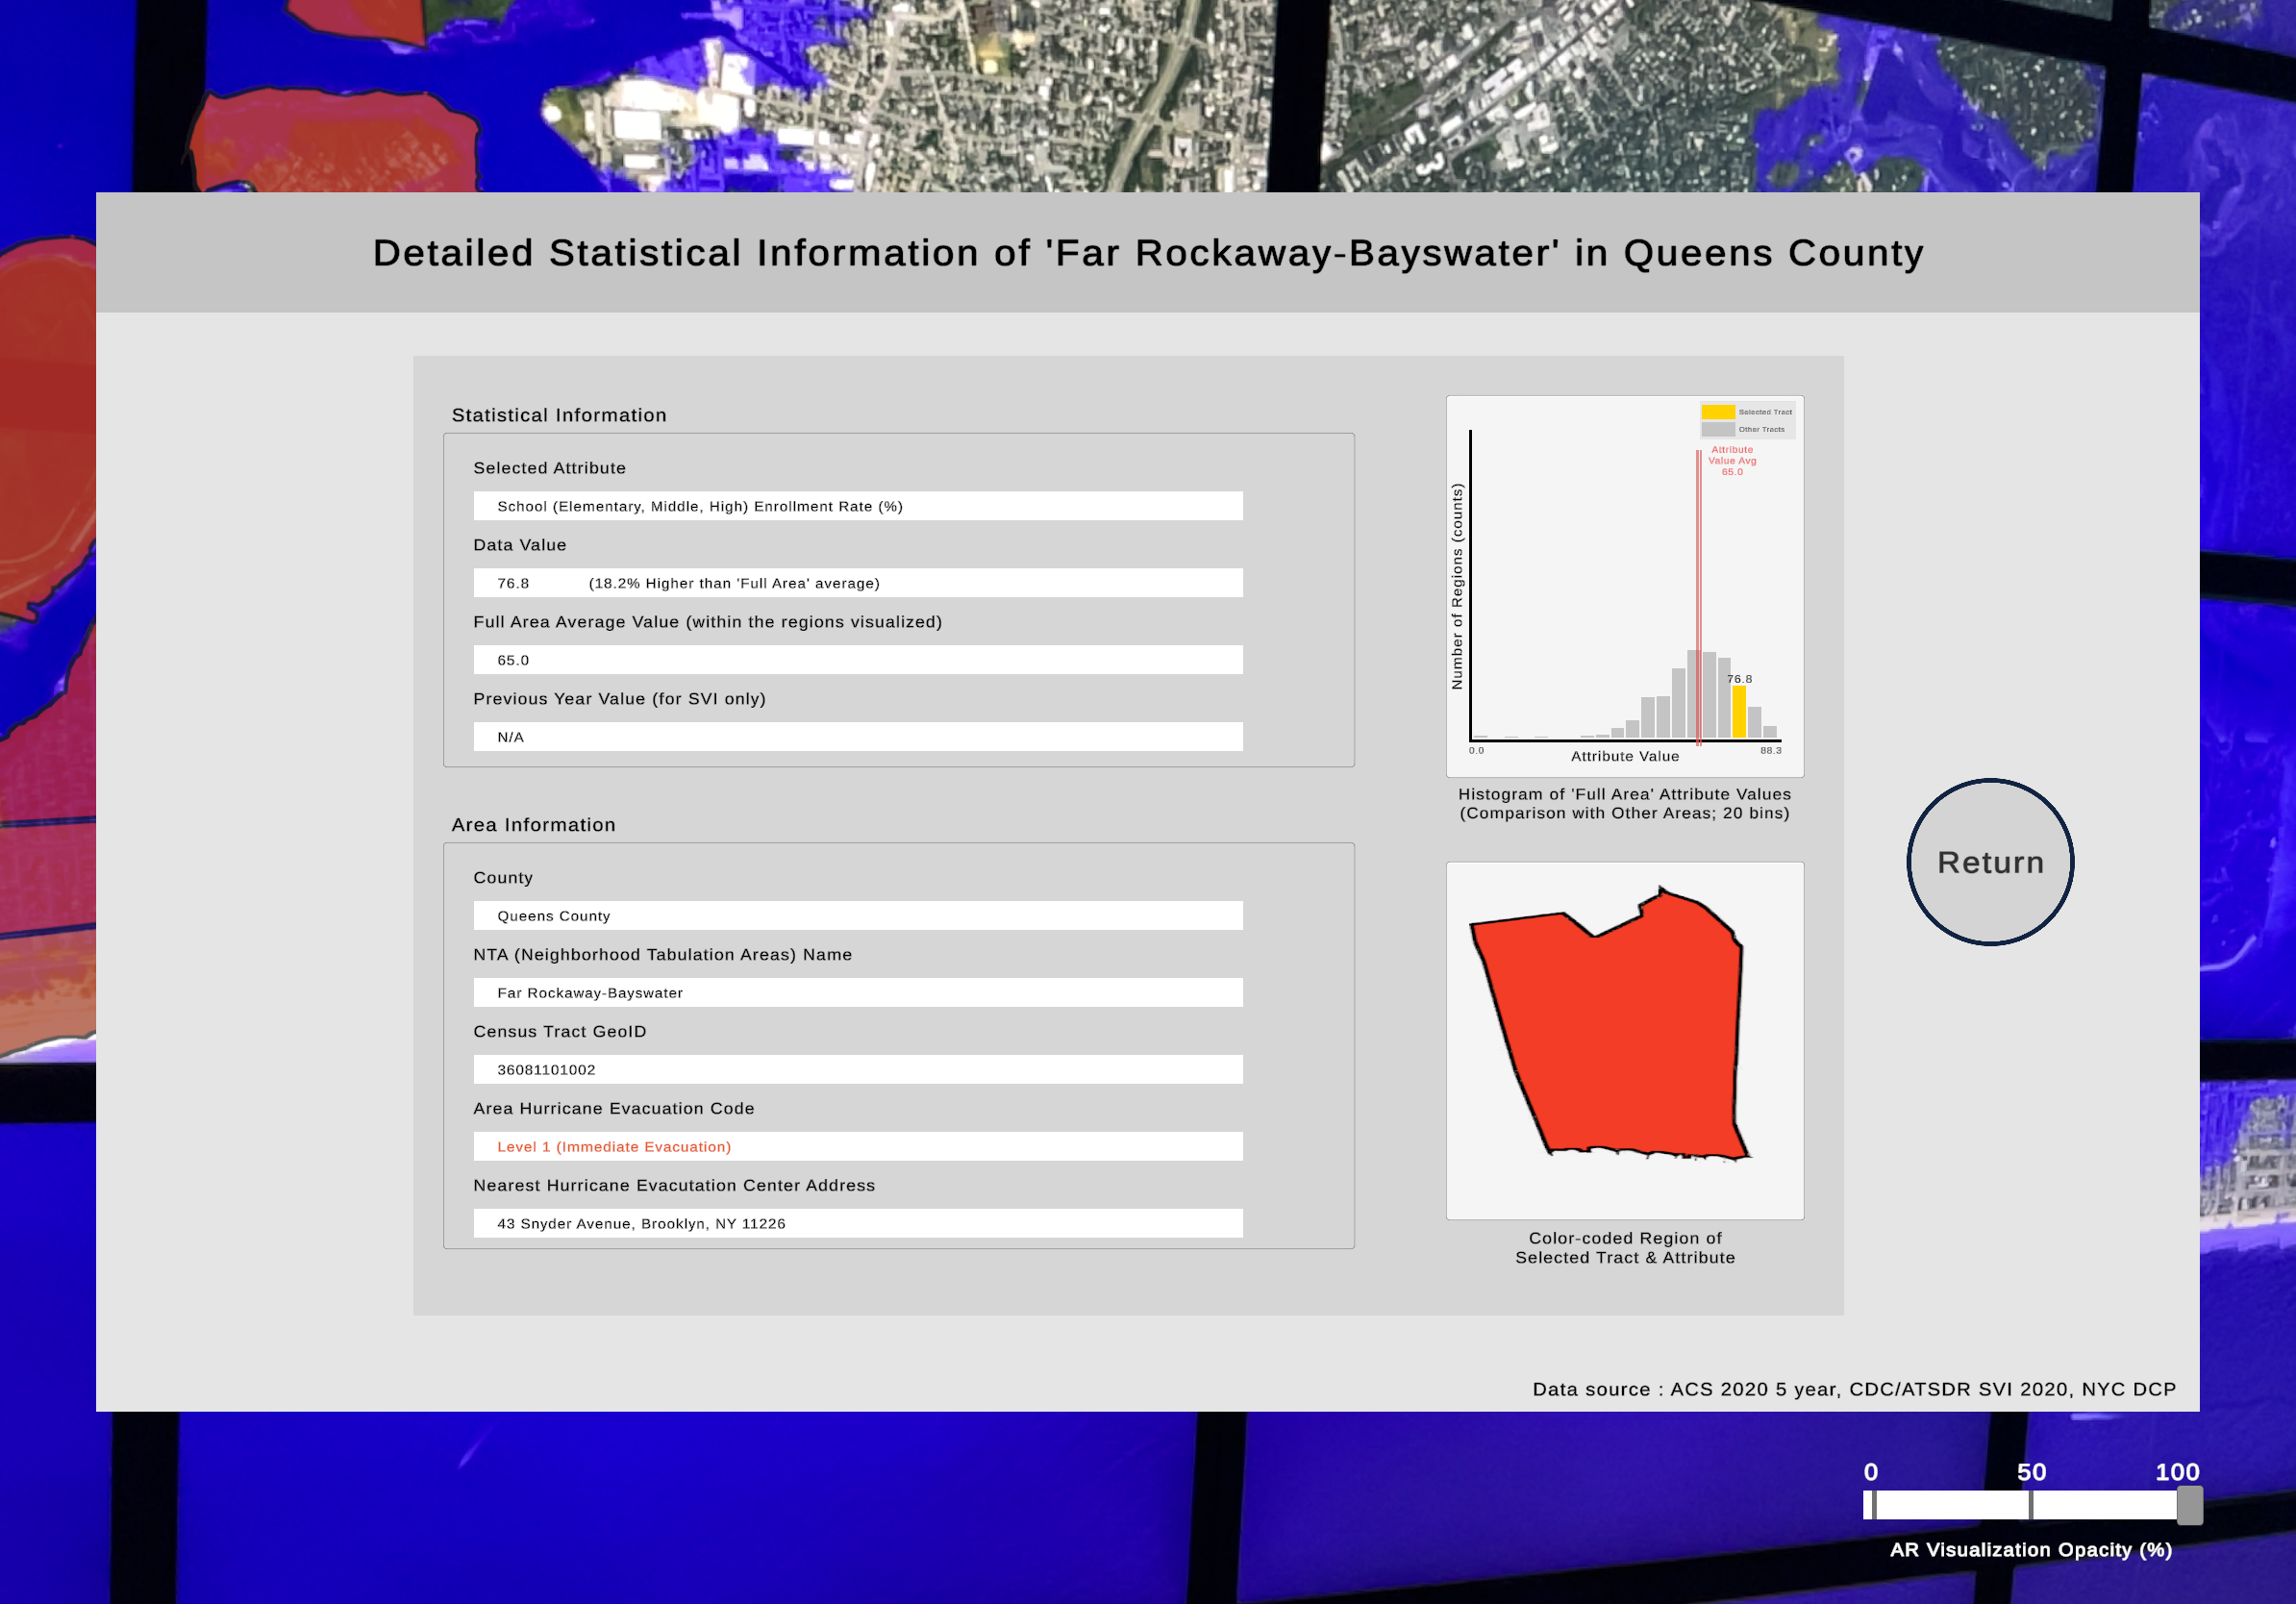 Detailed Statistical Information of 'Far Rockaway-Bayswater' in Queens County
Statistical Information
Selected Attribute
School (Elementary, Middle, High) Enrollment Rate (%)
Data Value
76.8 (18.2% Higher than 'Full Area' average)
Full Area Average Value (within the regions visualized)
65.0
Previous Year Value (for SVI only)
N/A
Area Information
County
Queens County
NTA (Neighborhood Tabulation Areas) Name
Far Rockaway-Bayswater
Census Tract GeoID
36081101002
Area Hurricane Evacuation Code
Level 1 (Immediate Evacuation)
Nearest Hurricane Evacutation Center Address
43 Snyder Avenue, Brooklyn, NY 11226
Selected Tract
Other Tracts
Attribute
Value Avg
65.0
Number of Regions (counts)
76.8
0.0
88.3
Attribute Value
Histogram of 'Full Area' Attribute Values
(Comparison with Other Areas; 20 bins)
Color-coded Region of
Selected Tract & Attribute
Return
Data source : ACS 2020 5 year, CDC/ATSDR SVI 2020, NYC DCP
0 50 100
AR Visualization Opacity (%)